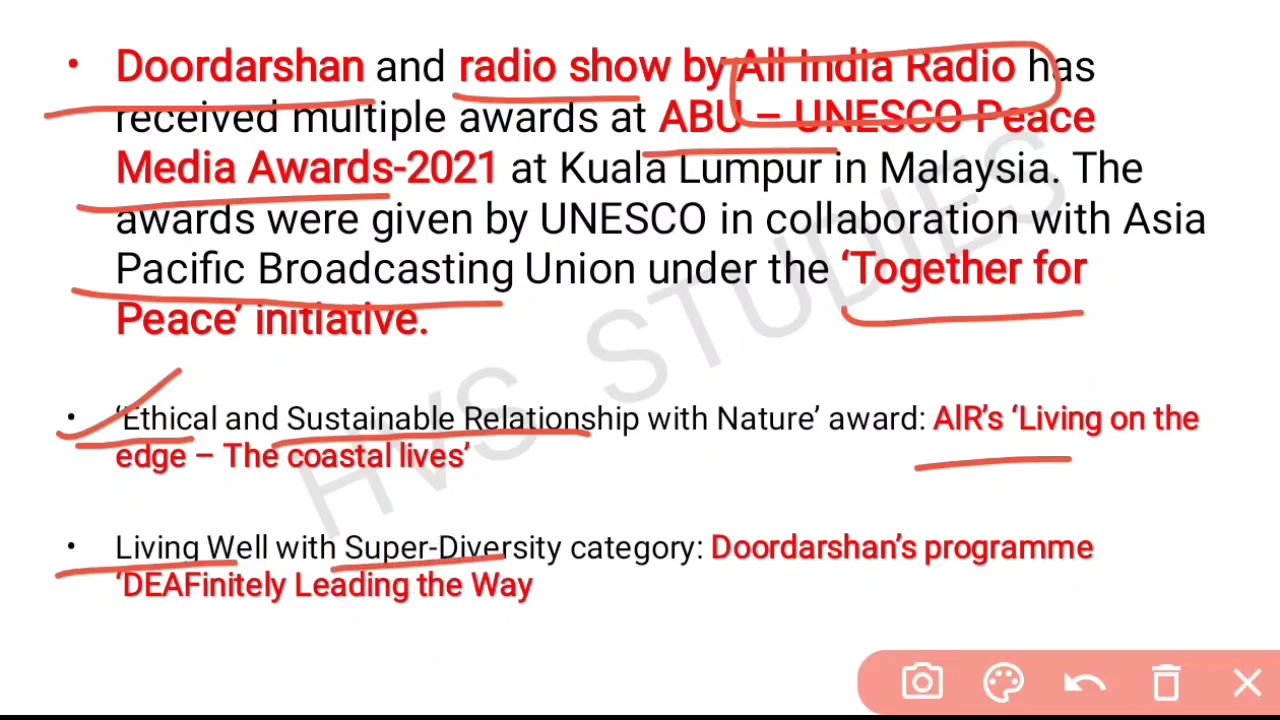 • Doordarshan and radio show by All India Radio has
received multiple awards at ABU – UNESCO Peace
Media Awards-2021 at Kuala Lumpur in Malaysia. The
awards were given by UNESCO in collaboration with Asia
Pacific Broadcasting Union under the ‘Together for
Peace’ initiative.
• ‘Ethical and Sustainable Relationship with Nature’ award: AIR’s ‘Living on the
edge – The coastal lives’
• Living Well with Super-Diversity category: Doordarshan’s programme
‘DEAFinitely Leading the Way
HVS STUDIES